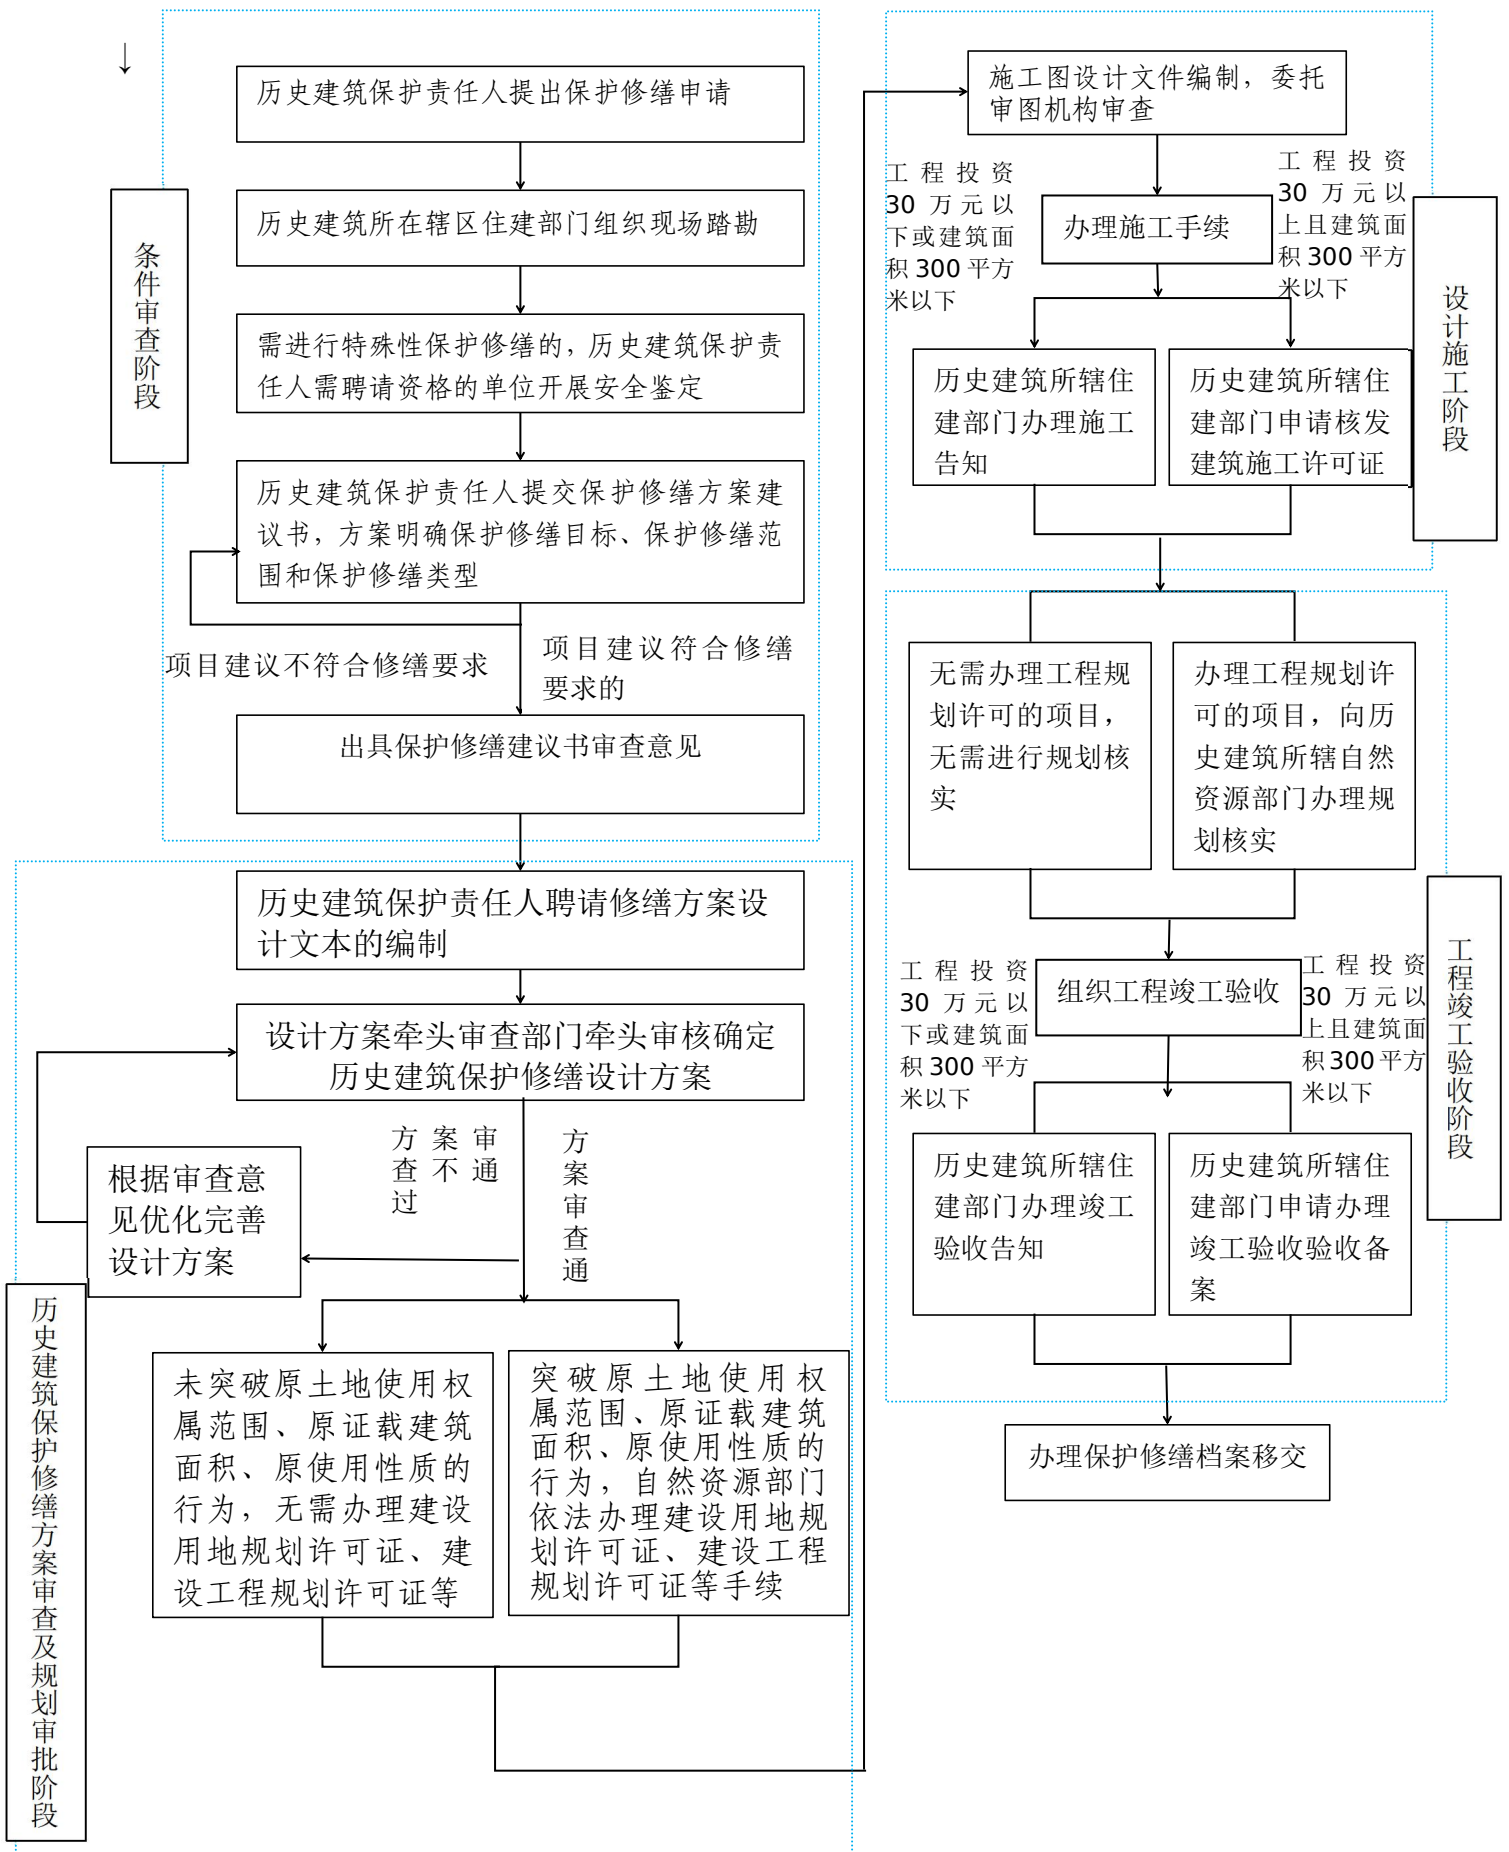 ↓
历史建筑保护责任人提出保护修缮申请
历史建筑所在辖区住建部门组织现场踏勘
条件审查阶段
需进行特殊性保护修缮的，历史建筑保护责
任人需聘请资格的单位开展安全鉴定
历史建筑保护责任人提交保护修缮方案建
议书，方案明确保护修缮目标、保护修缮范
围和保护修缮类型
项目建议不符合修缮要求
项目建议符合修缮
要求的
出具保护修缮建议书审查意见
历史建筑保护责任人聘请修缮方案设
计文本的编制
设计方案牵头审查部门牵头审核确定
历史建筑保护修缮设计方案
方案审
查不通
过
方案审查通
根据审查意
见优化完善
设计方案
历史建筑保护修缮方案审查及规划审批阶段
未突破原土地使用权
属范围、原证载建筑
面积、原使用性质的
行为，无需办理建设
用地规划许可证、建
设工程规划许可证等
突破原土地使用权
属范围、原证载建筑
面积、原使用性质的
行为，自然资源部门
依法办理建设用地规
划许可证、建设工程
规划许可证等手续
施工图设计文件编制，委托
审图机构审查
工程投资
30 万元以
下或建筑面
积 300 平方
米以下
办理施工手续
工程投资
30 万元以
上且建筑面
积 300 平方
米以下
设计施工阶段
历史建筑所辖住
建部门办理施工
告知
历史建筑所辖住
建部门申请核发
建筑施工许可证
无需办理工程规
划许可的项目，
无需进行规划核
实
办理工程规划许
可的项目，向历
史建筑所辖自然
资源部门办理规
划核实
工程投资
30 万元以
下或建筑面
积 300 平方
米以下
组织工程竣工验收
工程投资
30 万元以
上且建筑面
积 300 平方
米以下
工程竣工验收阶段
历史建筑所辖住
建部门办理竣工
验收告知
历史建筑所辖住
建部门申请办理
竣工验收验收备
案
办理保护修缮档案移交